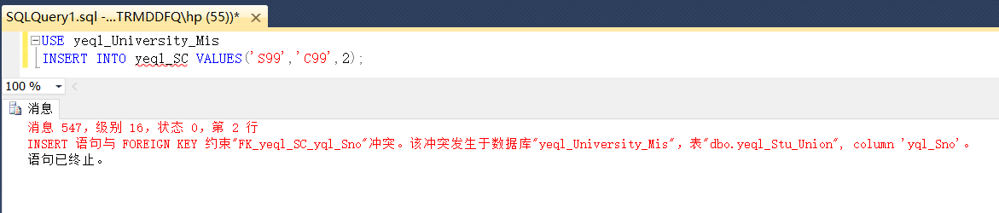 SQLQuery1.sql -...TRMDDFQ\hp (55))* ×
USE yeql_University_Mis
INSERT INTO yeql_SC VALUES('S99','C99',2);
100 %
消息
消息 547，级别 16，状态 0，第 2 行
INSERT 语句与 FOREIGN KEY 约束"FK_yeql_SC_yql_Sno"冲突。该冲突发生于数据库"yeql_University_Mis"，表"dbo.yeql_Stu_Union", column 'yql_Sno'。
语句已终止。